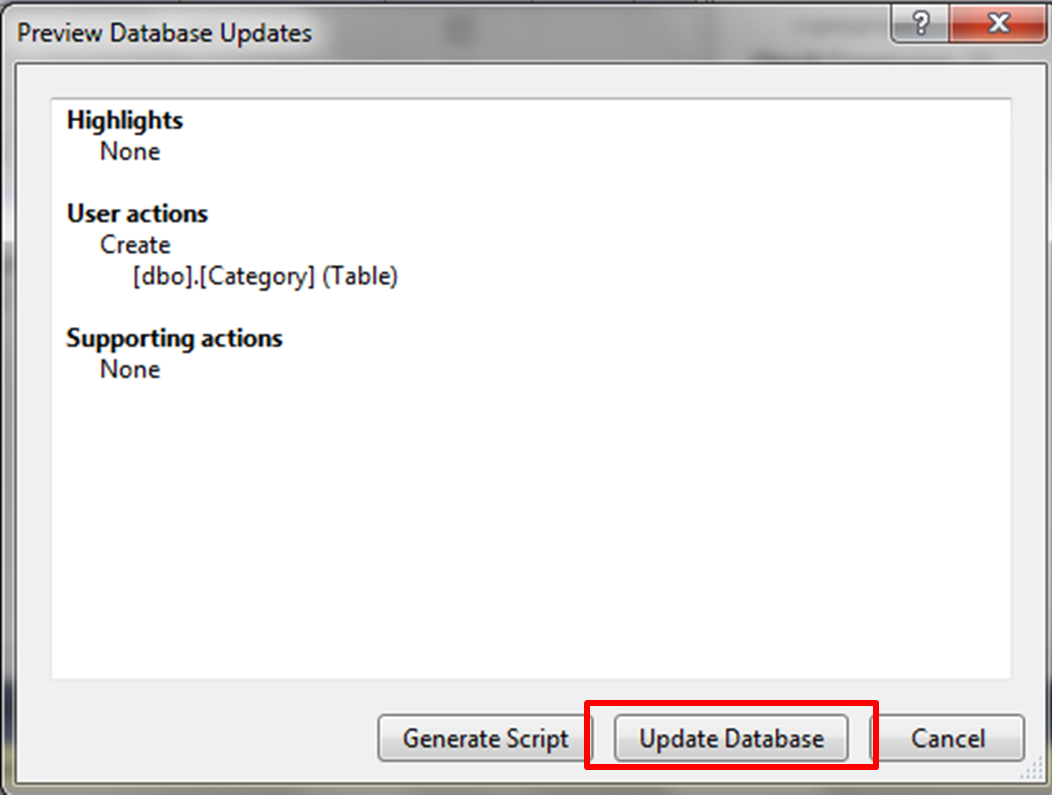 Preview Database Updates
?
Highlights
None
User actions
Create
[dbo].[Category] (Table)
Supporting actions
None
Generate Script
Update Database
Cancel